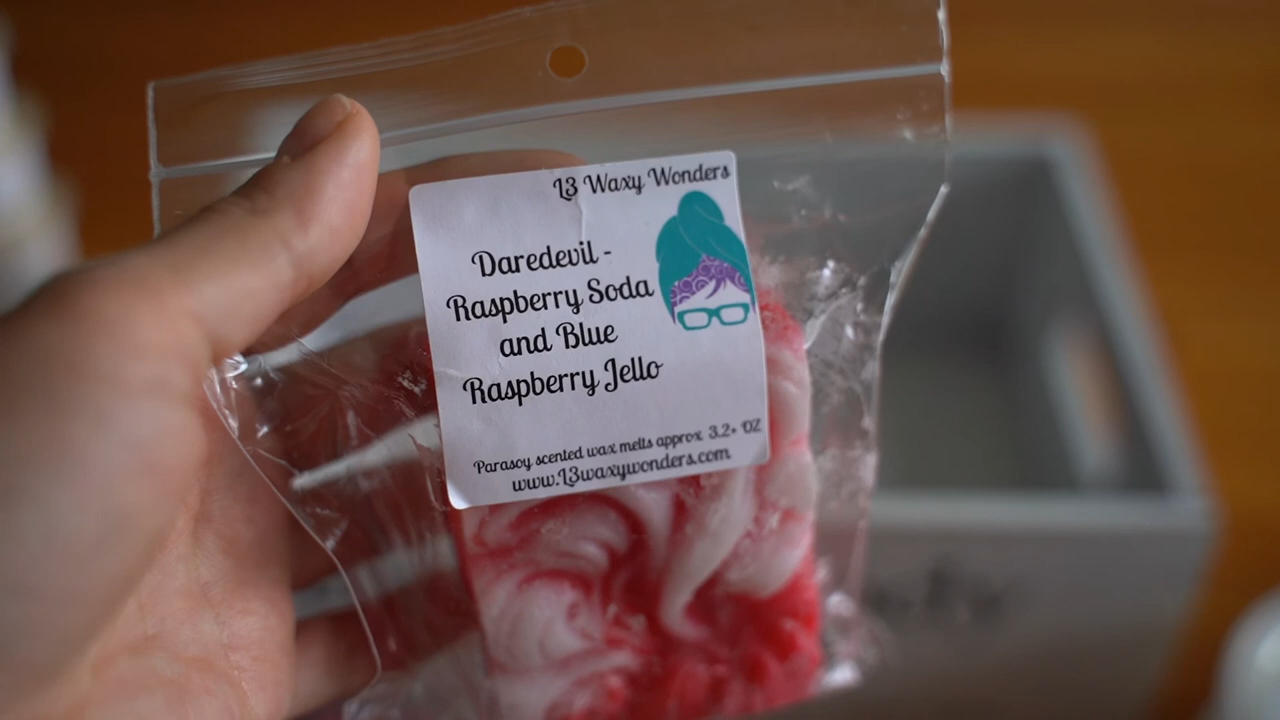 L3 Waxy Wonders
Daredevil -
Raspberry Soda
and Blue
Raspberry Jello
Parasoy scented wax melts approx 3.2+ OZ
www.L3waxywonders.com